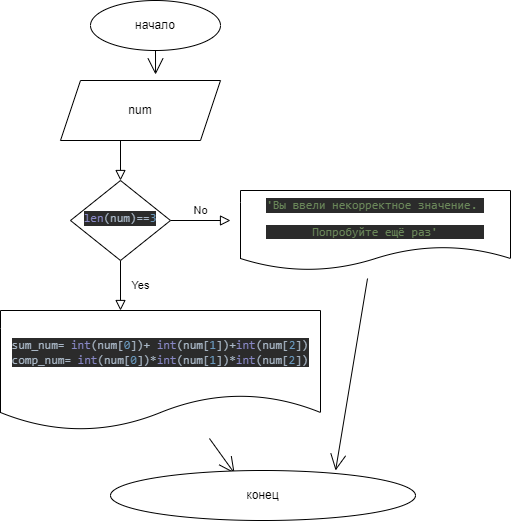 начало
num
len(num)==3
No
'Вы ввели некорректное значение.
Попробуйте ещё раз'
Yes
sum_num= int(num[0])+ int(num[1])+int(num[2])
comp_num= int(num[0])*int(num[1])*int(num[2])
конец